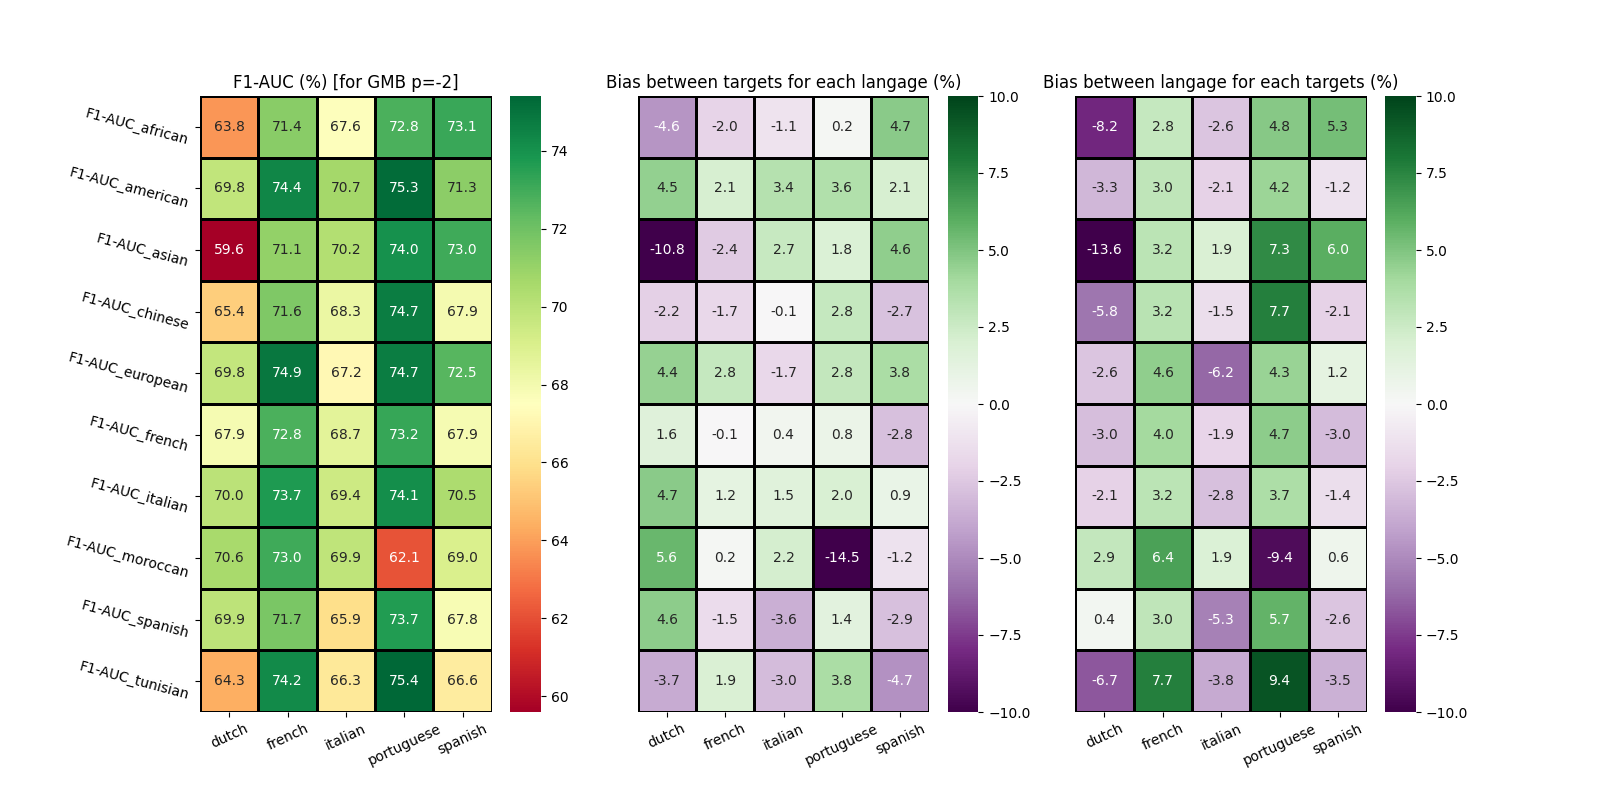 F1-AUC (%) [for GMB p=-2]
Bias between targets for each langage (%)
Bias between langage for each targets (%)
F1-AUC_african 63.8 71.4 67.6 72.8 73.1
F1-AUC_american 69.8 74.4 70.7 75.3 71.3
F1-AUC_asian 59.6 71.1 70.2 74.0 73.0
F1-AUC_chinese 65.4 71.6 68.3 74.7 67.9
F1-AUC_european 69.8 74.9 67.2 74.7 72.5
F1-AUC_french 67.9 72.8 68.7 73.2 67.9
F1-AUC_italian 70.0 73.7 69.4 74.1 70.5
F1-AUC_moroccan 70.6 73.0 69.9 62.1 69.0
F1-AUC_spanish 69.9 71.7 65.9 73.7 67.8
F1-AUC_tunisian 64.3 74.2 66.3 75.4 66.6
dutch french italian portuguese spanish
74
72
70
68
66
64
62
60
-4.6 -2.0 -1.1 0.2 4.7
4.5 2.1 3.4 3.6 2.1
-10.8 -2.4 2.7 1.8 4.6
-2.2 -1.7 -0.1 2.8 -2.7
4.4 2.8 -1.7 2.8 3.8
1.6 -0.1 0.4 0.8 -2.8
4.7 1.2 1.5 2.0 0.9
5.6 0.2 2.2 -14.5 -1.2
4.6 -1.5 -3.6 1.4 -2.9
-3.7 1.9 -3.0 3.8 -4.7
dutch french italian portuguese spanish
10.0
7.5
5.0
2.5
0.0
−2.5
−5.0
−7.5
−10.0
-8.2 2.8 -2.6 4.8 5.3
-3.3 3.0 -2.1 4.2 -1.2
-13.6 3.2 1.9 7.3 6.0
-5.8 3.2 -1.5 7.7 -2.1
-2.6 4.6 -6.2 4.3 1.2
-3.0 4.0 -1.9 4.7 -3.0
-2.1 3.2 -2.8 3.7 -1.4
2.9 6.4 1.9 -9.4 0.6
0.4 3.0 -5.3 5.7 -2.6
-6.7 7.7 -3.8 9.4 -3.5
dutch french italian portuguese spanish
10.0
7.5
5.0
2.5
0.0
−2.5
−5.0
−7.5
−10.0